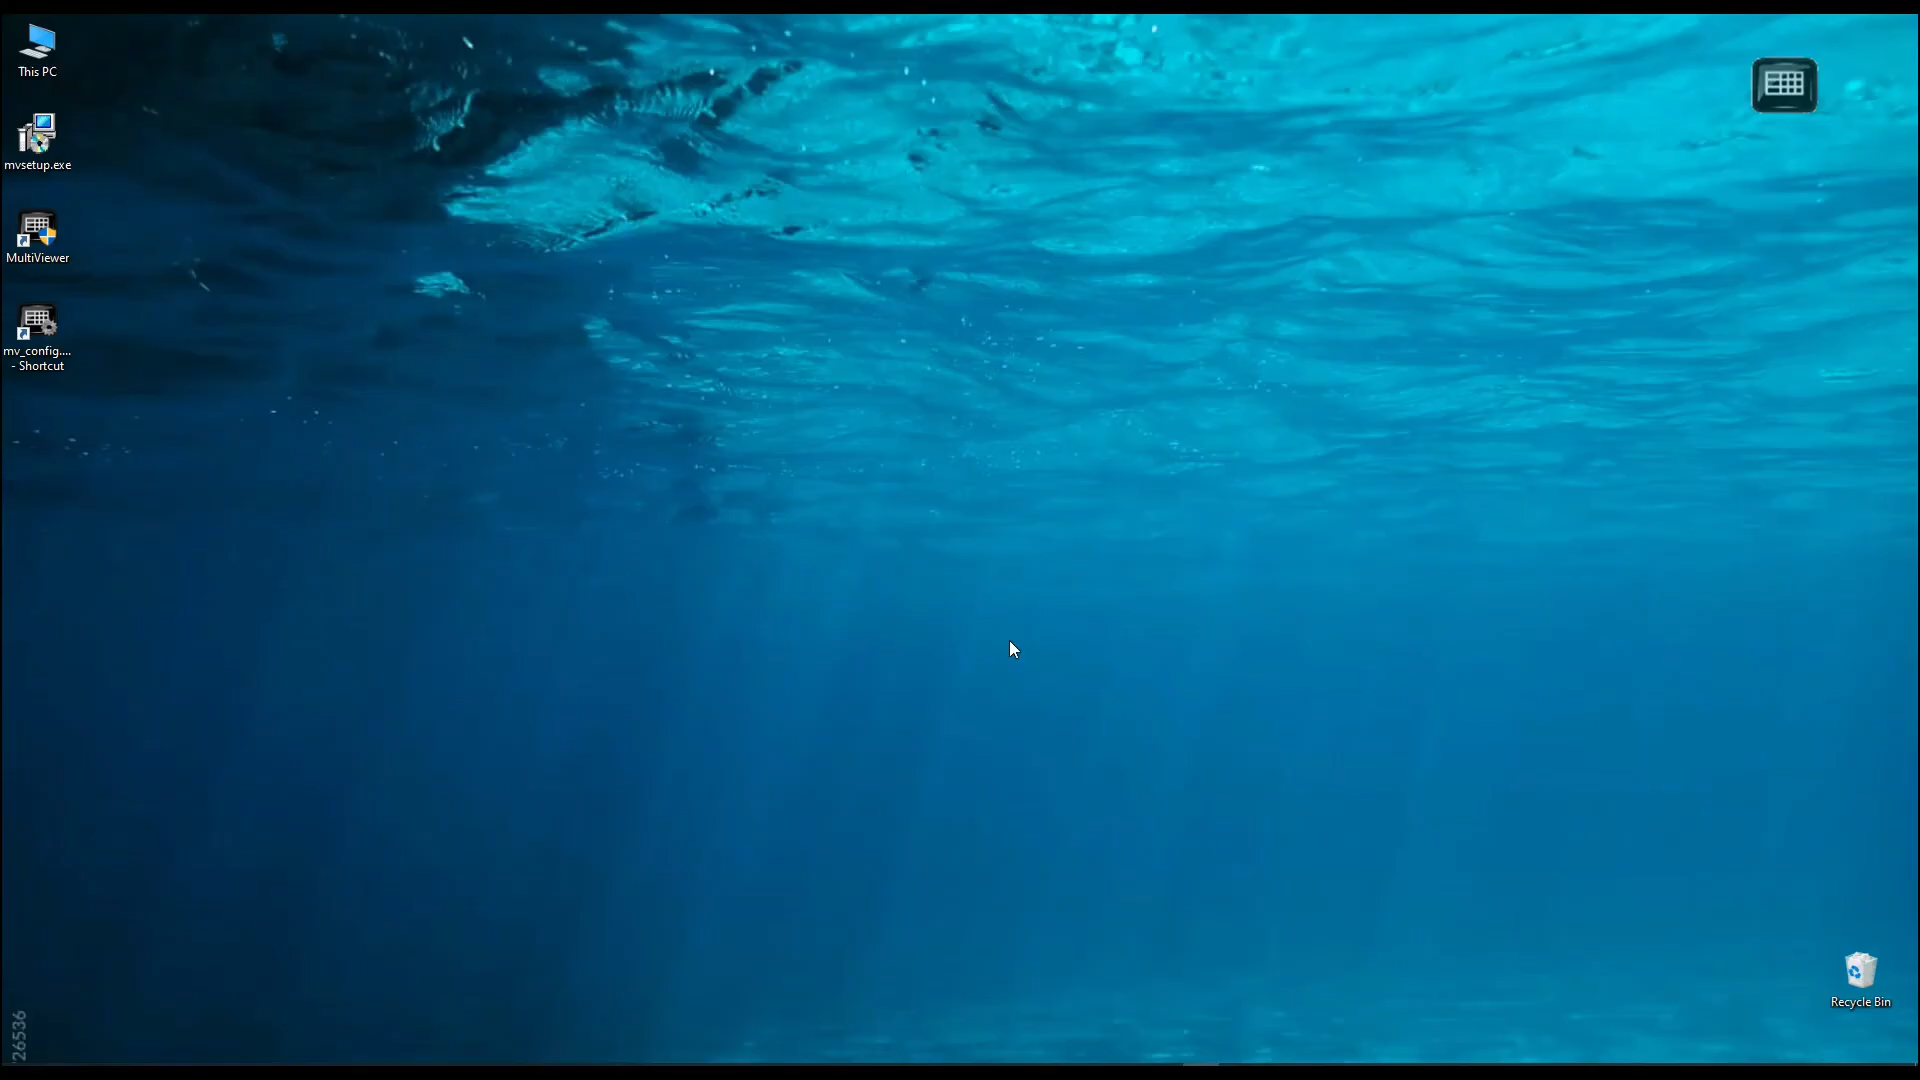 This PC
mvsetup.exe
MultiViewer
mv_config....
- Shortcut
Recycle Bin
26536